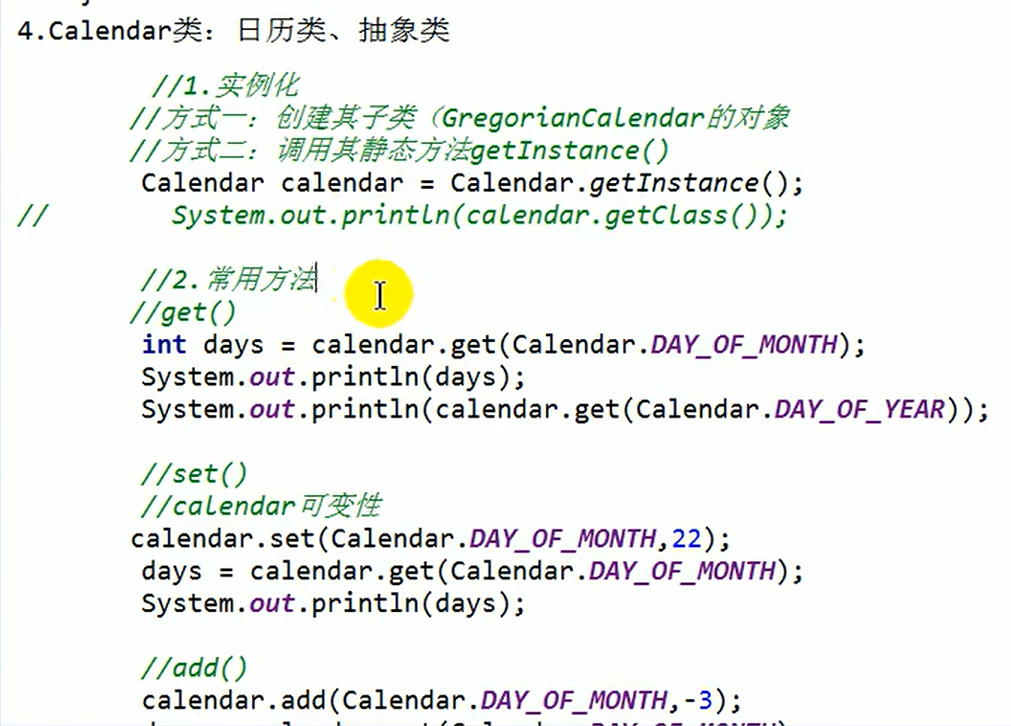 4.Calendar类：日历类、抽象类
//1.实例化
//方式一：创建其子类（GregorianCalendar的对象
//方式二：调用其静态方法getInstance()
Calendar calendar = Calendar.getInstance();
// System.out.println(calendar.getClass());
//2.常用方法
//get()
int days = calendar.get(Calendar.DAY_OF_MONTH);
System.out.println(days);
System.out.println(calendar.get(Calendar.DAY_OF_YEAR));
//set()
//calendar可变性
calendar.set(Calendar.DAY_OF_MONTH,22);
days = calendar.get(Calendar.DAY_OF_MONTH);
System.out.println(days);
//add()
calendar.add(Calendar.DAY_OF_MONTH,-3);